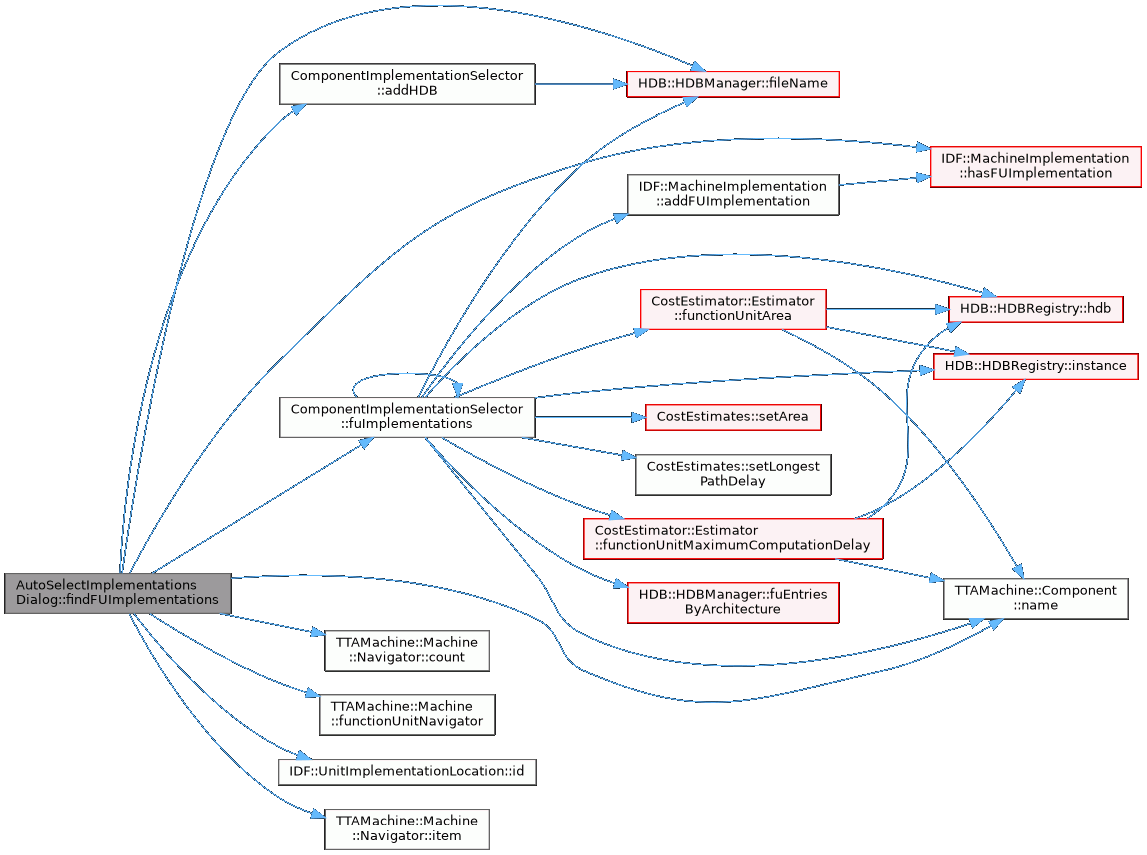 ComponentImplementationSelector
::addHDB
HDB::HDBManager::fileName
IDF::MachineImplementation
::hasFUImplementation
IDF::MachineImplementation
::addFUImplementation
CostEstimator::Estimator
::functionUnitArea
HDB::HDBRegistry::hdb
HDB::HDBRegistry::instance
ComponentImplementationSelector
::fuImplementations
CostEstimates::setArea
CostEstimates::setLongest
PathDelay
CostEstimator::Estimator
::functionUnitMaximumComputationDelay
AutoSelectImplementations
Dialog::findFUImplementations
HDB::HDBManager::fuEntries
ByArchitecture
TTAMachine::Component
::name
TTAMachine::Machine
::Navigator::count
TTAMachine::Machine
::functionUnitNavigator
IDF::UnitImplementationLocation::id
TTAMachine::Machine
::Navigator::item